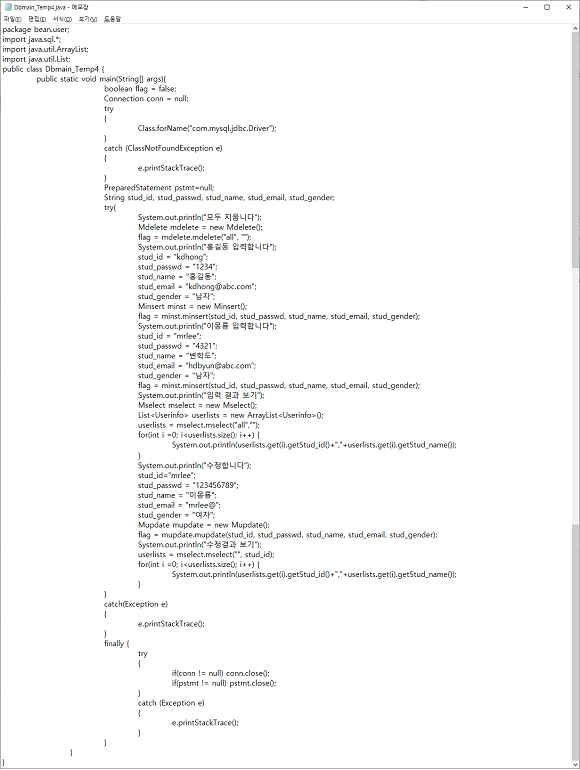 Dbmain_Temp4.java - 메모장
파일(F) 편집(E) 서식(O) 보기(V) 도움말
package bean.user;
import java.sql.*;
import java.util.ArrayList;
import java.util.List;
public class Dbmain_Temp4 {
public static void main(String[] args){
boolean flag = false;
Connection conn = null;
try
{
Class.forName("com.mysql.jdbc.Driver");
}
catch (ClassNotFoundException e)
{
e.printStackTrace();
}
PreparedStatement pstmt=null;
String stud_id, stud_passwd, stud_name, stud_email, stud_gender;
try{
System.out.println("모두 지웁니다");
Mdelete mdelete = new Mdelete();
flag = mdelete.mdelete("all", "");
System.out.println("홍길동 입력합니다");
stud_id = "kdhong";
stud_passwd = "1234";
stud_name = "홍길동";
stud_email = "kdhong@abc.com";
stud_gender = "남자";
Minsert minst = new Minsert();
flag = minst.minsert(stud_id, stud_passwd, stud_name, stud_email, stud_gender);
System.out.println("이몽룡 입력합니다");
stud_id = "mrlee";
stud_passwd = "4321";
stud_name = "변학도";
stud_email = "hdbyun@abc.com";
stud_gender = "남자";
flag = minst.minsert(stud_id, stud_passwd, stud_name, stud_email, stud_gender);
System.out.println("입력 결과 보기");
Mselect mselect = new Mselect();
List<Userinfo> userlists = new ArrayList<Userinfo>();
userlists = mselect.mselect("all","");
for(int i =0; i<userlists.size(); i++) {
System.out.println(userlists.get(i).getStud_id()+","+userlists.get(i).getStud_name());
}
System.out.println("수정합니다");
stud_id="mrlee";
stud_passwd = "123456789";
stud_name = "이몽룡";
stud_email = "mrlee@";
stud_gender = "여자";
Mupdate mupdate = new Mupdate();
flag = mupdate.mupdate(stud_id, stud_passwd, stud_name, stud_email, stud_gender);
System.out.println("수정결과 보기");
userlists = mselect.mselect("", stud_id);
for(int i =0; i<userlists.size(); i++) {
System.out.println(userlists.get(i).getStud_id()+","+userlists.get(i).getStud_name());
}
}
catch(Exception e)
{
e.printStackTrace();
}
finally {
try
{
if(conn != null) conn.close();
if(pstmt != null) pstmt.close();
}
catch (Exception e)
{
e.printStackTrace();
}
}
}
}